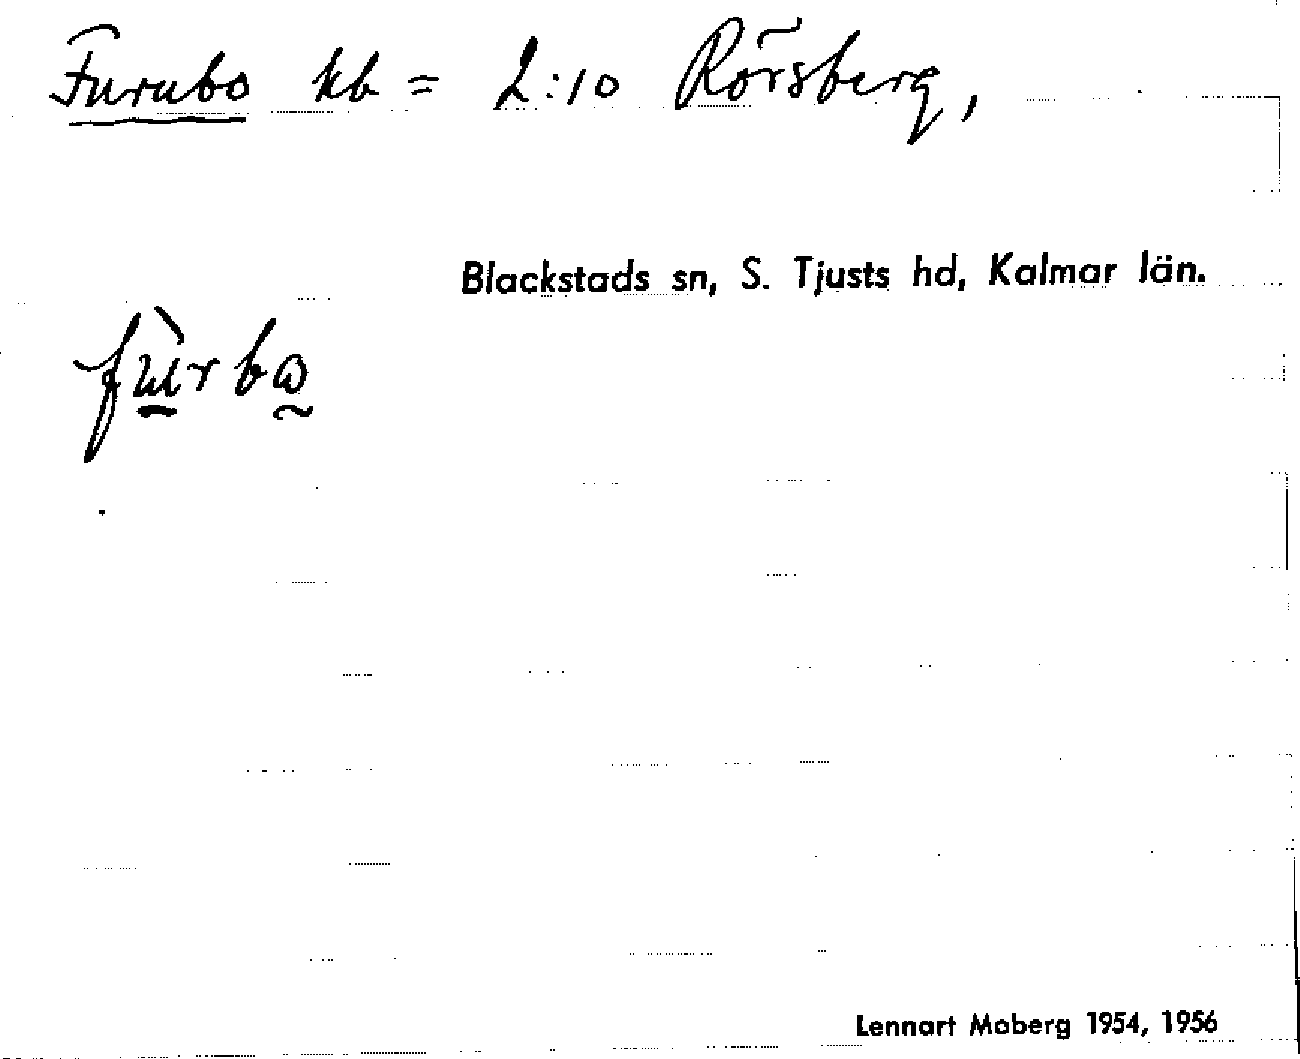 Furubo kb = 2:10 Rörsberg,
Blackstads sn, S. Tjusts hd, Kalmar län.
Lennart Moberg 1954, 1956